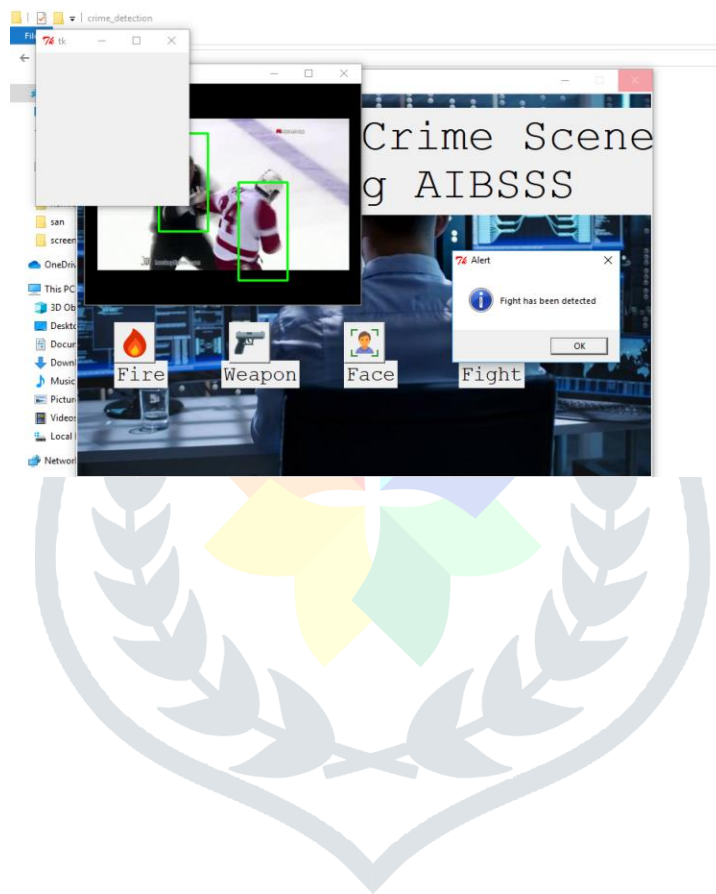 crime_detection
Fil
tk
Crime Scene
g AIBSSS
san
screen
OneDriv
This PC
3D Ob
Deskto
Docur
Downl
Music
Pictur
Videos
Local
Networ
Alert
Fight has been detected
OK
Fire
Weapon
Face
Fight